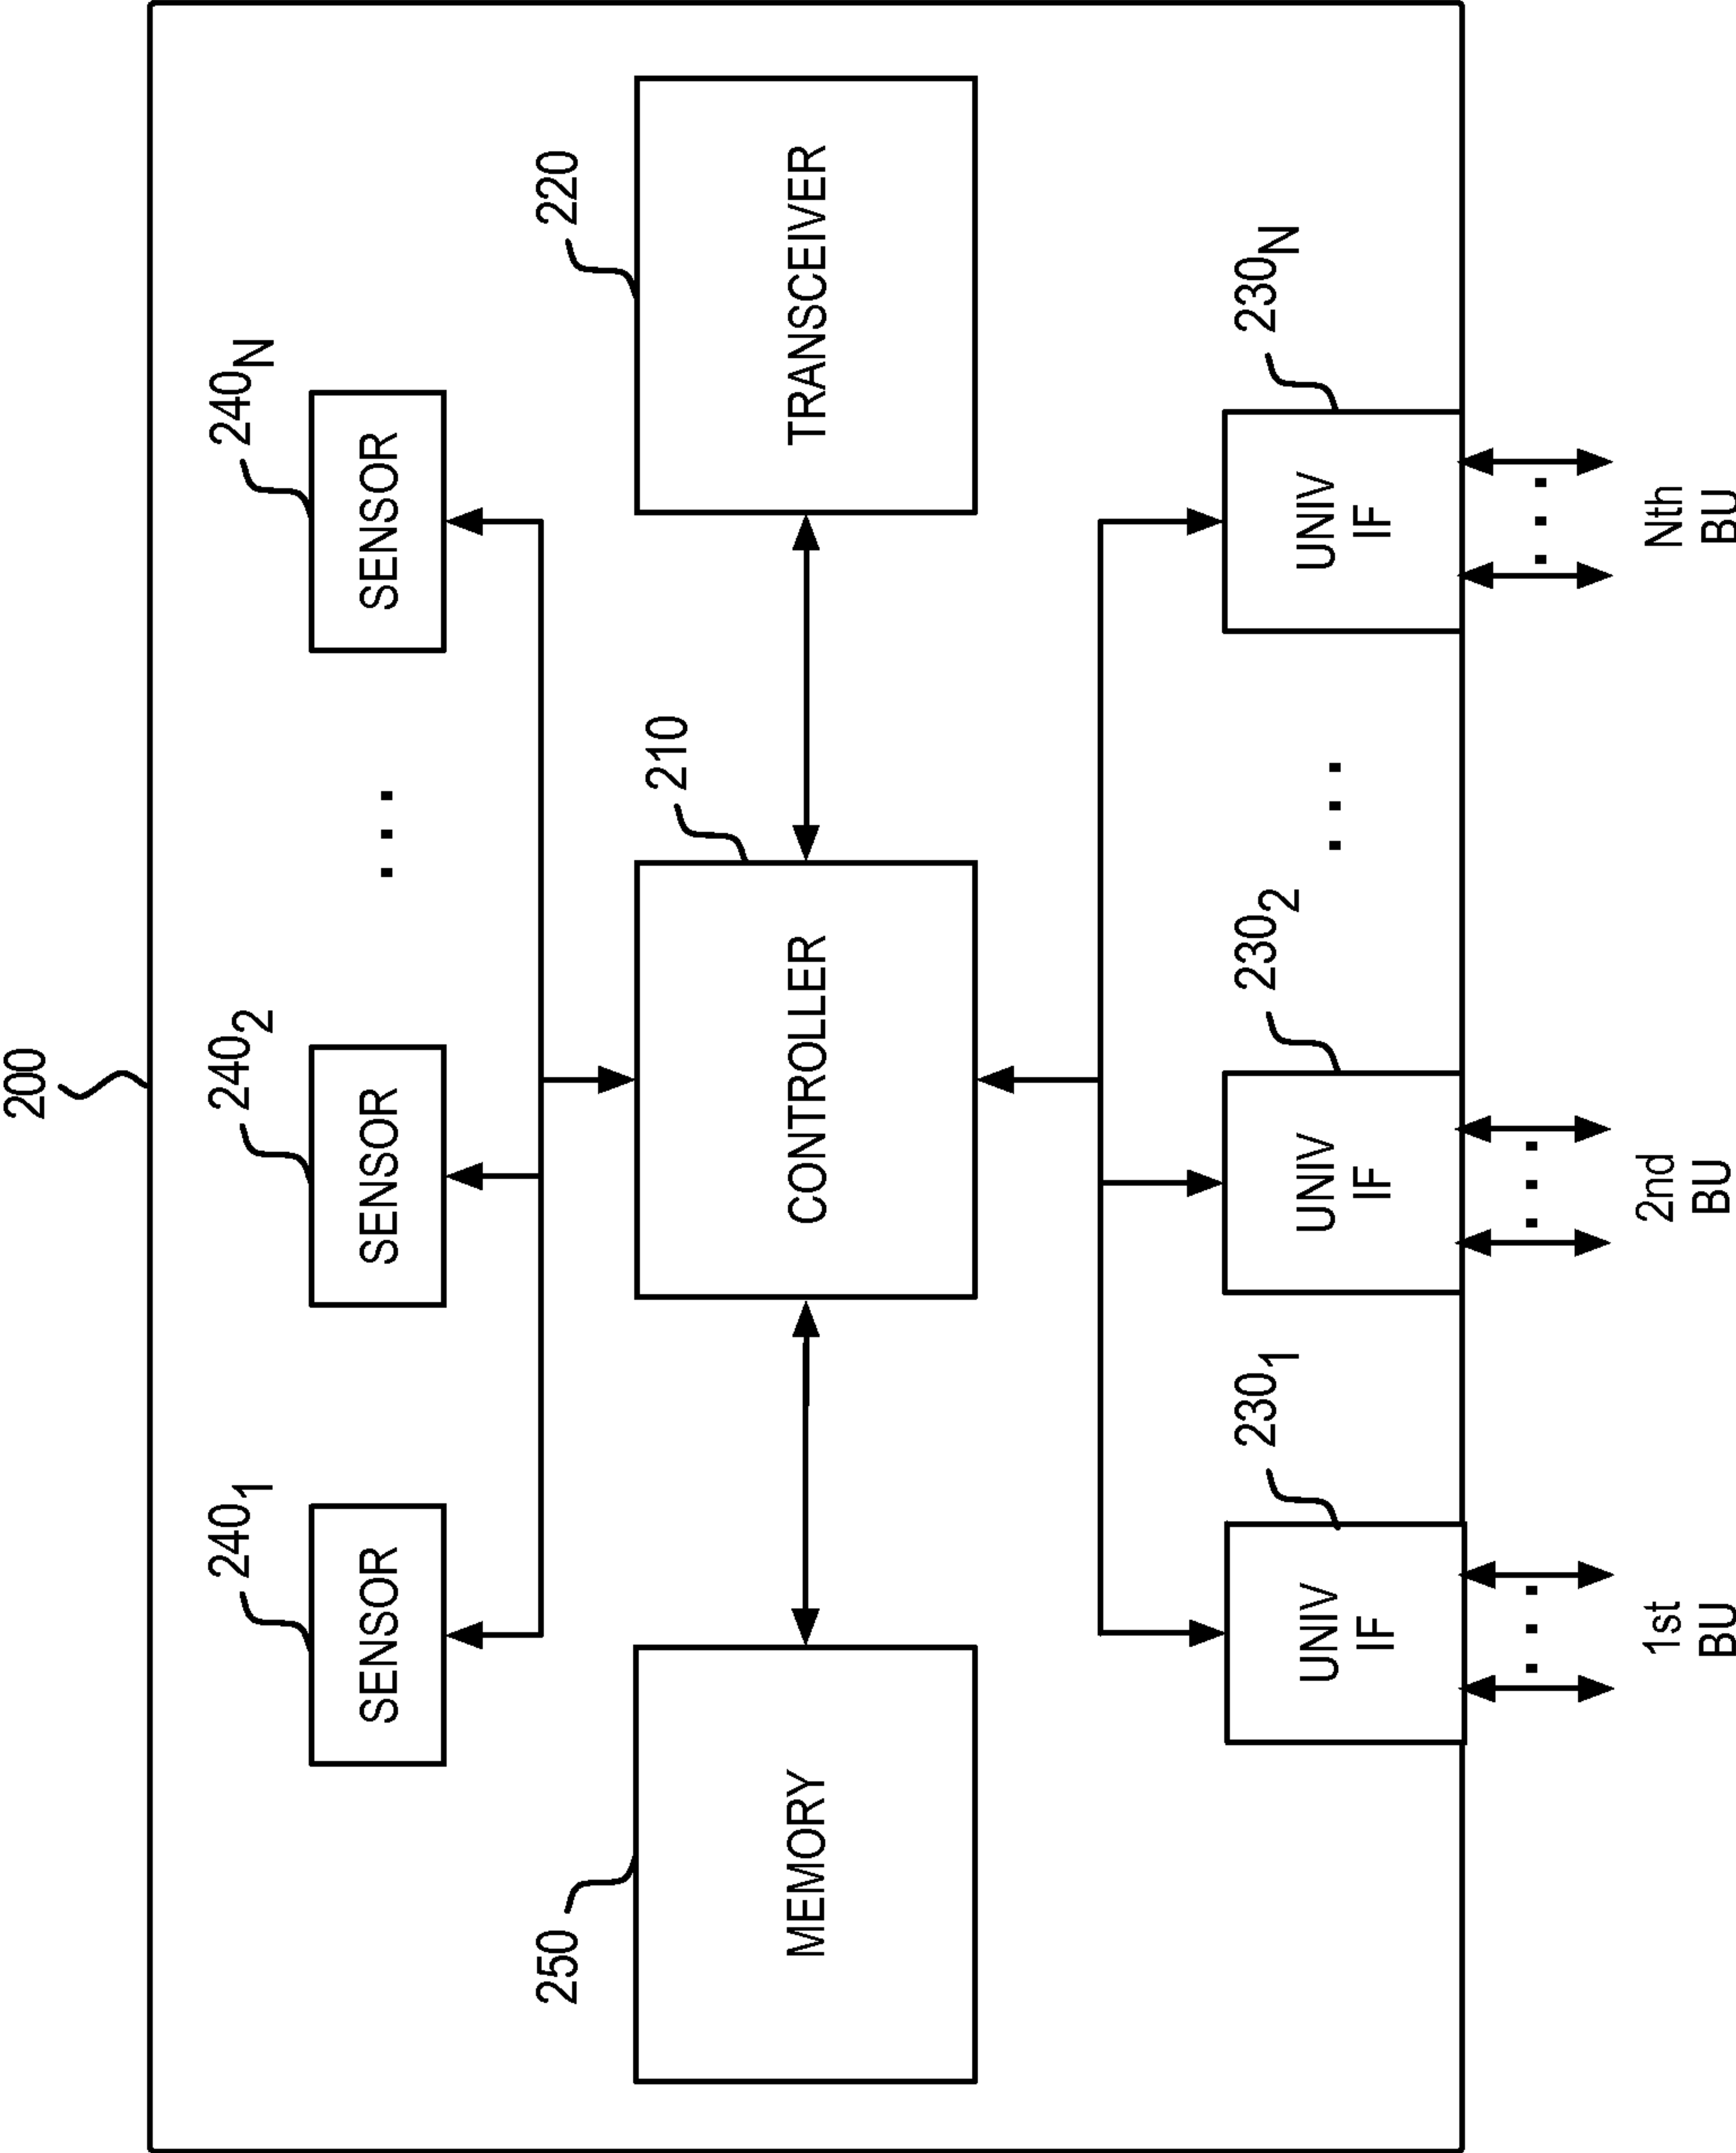 200
240₁
240₂
240N
SENSOR
SENSOR
. . .
SENSOR
250
210
220
MEMORY
CONTROLLER
TRANSCEIVER
230₁
230₂
230N
UNIV
IF
UNIV
IF
. . .
UNIV
IF
. . .
. . .
. . .
1st
BU
2nd
BU
Nth
BU